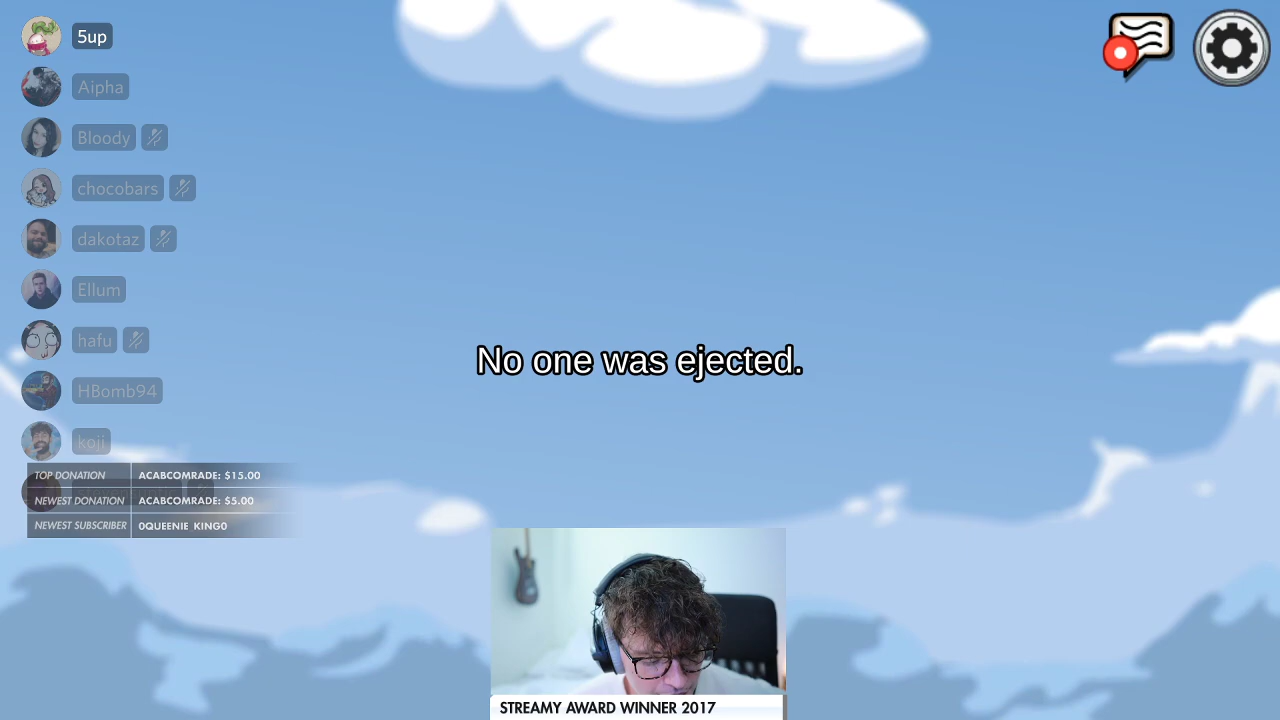 5up
Aipha
Bloody
chocobars
dakotaz
Ellum
hafu
HBomb94
koji
No one was ejected.
TOP DONATION ACABCOMRADE: $15.00
NEWEST DONATION ACABCOMRADE: $5.00
NEWEST SUBSCRIBER 0QUEENIE_KING0
STREAMY AWARD WINNER 2017